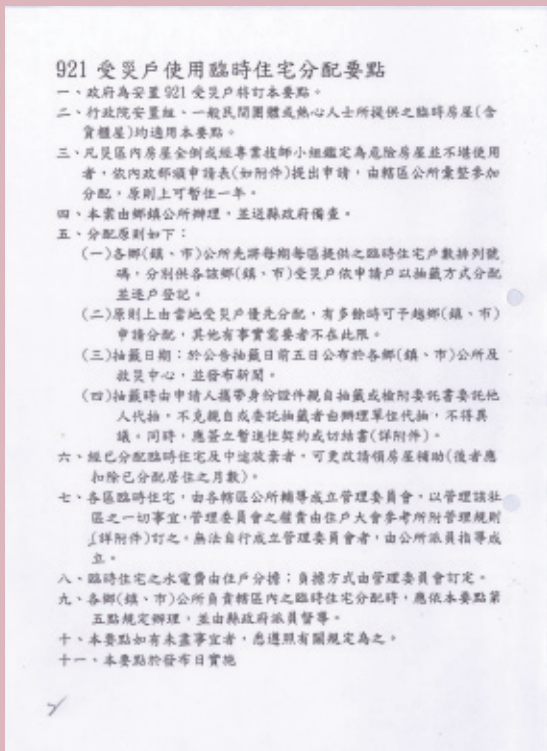 921 受災戶使用臨時住宅分配要點
一、政府為安置 921 受災戶特訂本要點。
二、行政院安置組、一般民間團體或熱心人士所提供之臨時房屋(含
貨櫃屋)均適用本要點。
三、凡災區內房屋全倒或經專業技師小組鑑定為危險房屋並不堪使用
者，依內政部頒申請表(如附件)提出申請，由轄區公所彙整參加
分配，原則上可暫住一年。
四、本案由鄉鎮公所辦理，並送縣政府備查。
五、分配原則如下：
(一)各鄉(鎮、市)公所先將每期每區提供之臨時住宅戶數排列號
碼，分別供各該鄉(鎮、市)受災戶依申請戶以抽籤方式分配
並逐戶登記。
(二)原則上由當地受災戶優先分配，有多餘時可予越鄉(鎮、市)
申請分配，其他有事實需要者不在此限。
(三)抽籤日期：於公告抽籤日前五日公布於各鄉(鎮、市)公所及
救災中心，並發布新聞。
(四)抽籤時由申請人攜帶身份證件親自抽籤或檢附委託書委託他
人代抽，不克親自或委託抽籤者由辦理單位代抽，不得異
議。同時，應簽立暫進住契約或切結書(詳附件)。
六、經已分配臨時住宅及中途放棄者，可更改請領房屋補助(後者應
扣除已分配居住之月數)。
七、各區臨時住宅，由各轄區公所輔導成立管理委員會，以管理該社
區之一切事宜，管理委員會之權責由住戶大會參考所附管理規則
(詳附件)訂之。無法自行成立管理委員會者，由公所派員指導成
立。
八、臨時住宅之水電費由住戶分擔；負擔方式由管理委員會訂定。
九、各鄉(鎮、市)公所負責轄區內之臨時住宅分配時，應依本要點第
五點規定辦理，並由縣政府派員督導。
十、本要點如有未盡事宜者，悉遵照有關規定為之。
十一、本要點於發布日實施